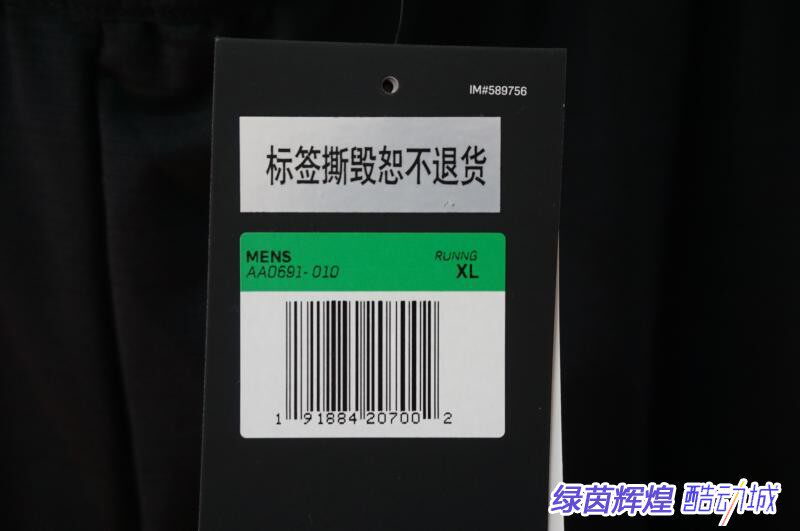 IM#589756
标签撕毁恕不退货
MENS RUNNG
AA0691-010 XL
1 91884 20700 2
绿茵辉煌 酷动城